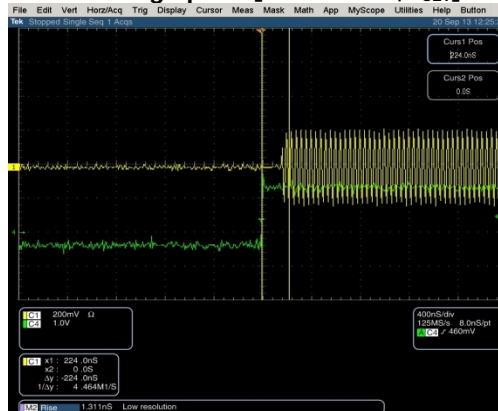 File Edit Vert Horz/Acq Trig Display Cursor Meas Mask Math App MyScope Utilities Help Button
Tek Stopped Single Seq 1 Acqs
20 Sep 13 12:25:
Curs1 Pos
224.0nS
Curs2 Pos
0.0S
1
4
C1 200mV Ω
C4 1.0V
400nS/div
125MS/s 8.0nS/pt
A C4 460mV
C1 x1: 224.0nS
x2: 0.0S
Δy: -224.0nS
1/Δy: 4.464M1/S
M2 Rise 1.311nS Low resolution